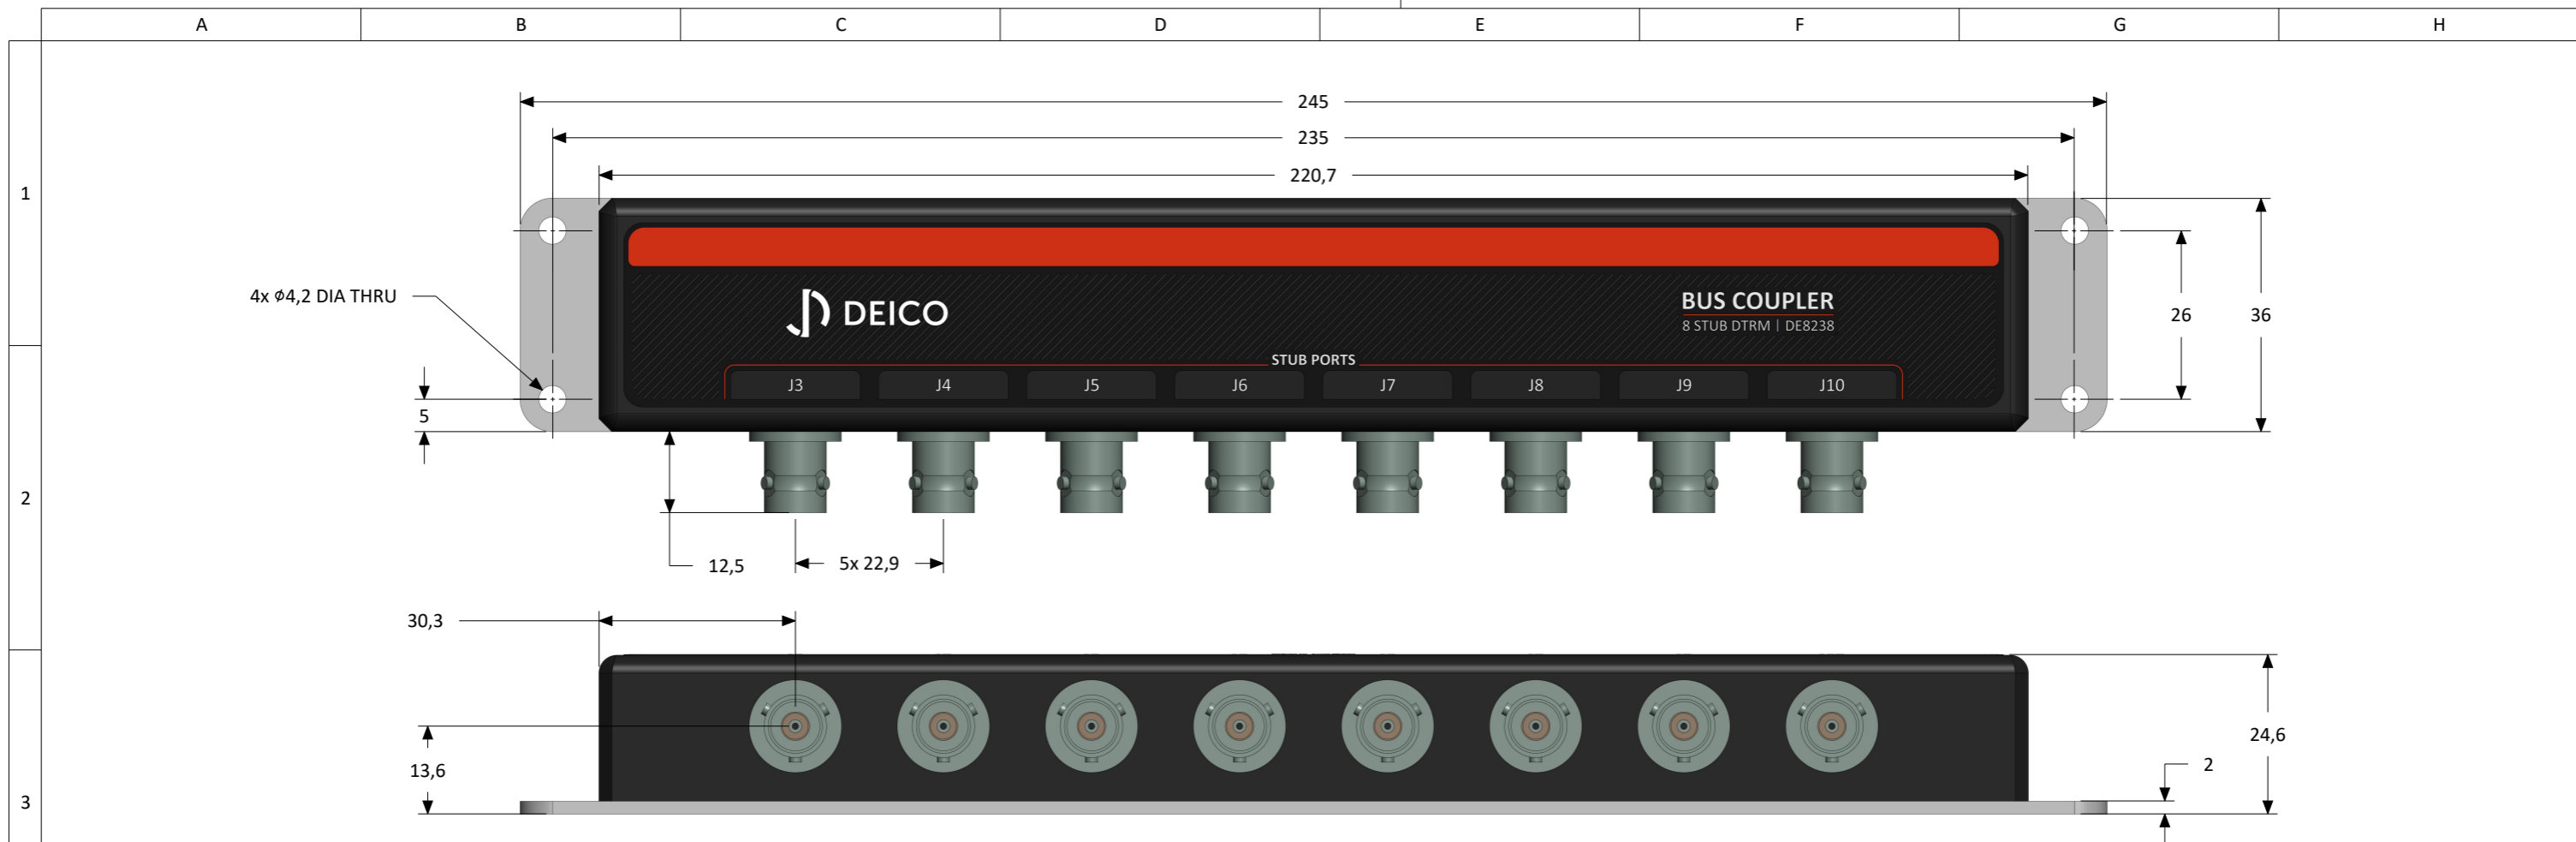 A B C D E F G H
245
235
220,7
1
4x ⌀4,2 DIA THRU
DEICO
BUS COUPLER
8 STUB DTRM | DE8238
26
36
STUB PORTS
J3 J4 J5 J6 J7 J8 J9 J10
5
2
12,5
5x 22,9
30,3
13,6
24,6
2
3